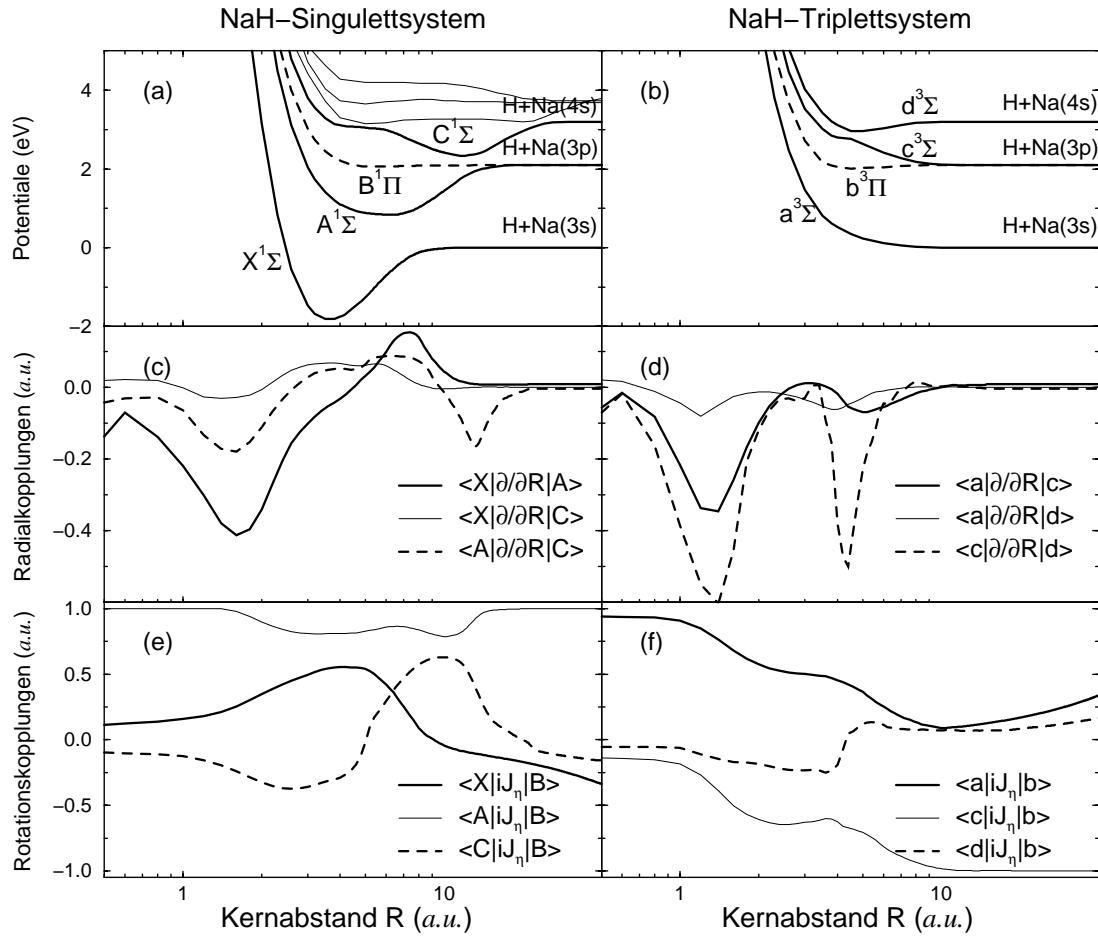 NaH−Singulettsystem
NaH−Triplettsystem
Potentiale (eV)
4
2
0
−2
(a)
H+Na(4s)
C¹Σ
H+Na(3p)
B¹Π
A¹Σ
H+Na(3s)
X¹Σ
(b)
d³Σ
H+Na(4s)
c³Σ
H+Na(3p)
b³Π
a³Σ
H+Na(3s)
Radialkopplungen (a.u.)
0.0
−0.2
−0.4
(c)
<X|∂/∂R|A>
<X|∂/∂R|C>
<A|∂/∂R|C>
(d)
<a|∂/∂R|c>
<a|∂/∂R|d>
<c|∂/∂R|d>
Rotationskopplungen (a.u.)
1.0
0.5
0.0
−0.5
−1.0
(e)
<X|iJ_η|B>
<A|iJ_η|B>
<C|iJ_η|B>
(f)
<a|iJ_η|b>
<c|iJ_η|b>
<d|iJ_η|b>
1 10
1 10
Kernabstand R (a.u.)
Kernabstand R (a.u.)